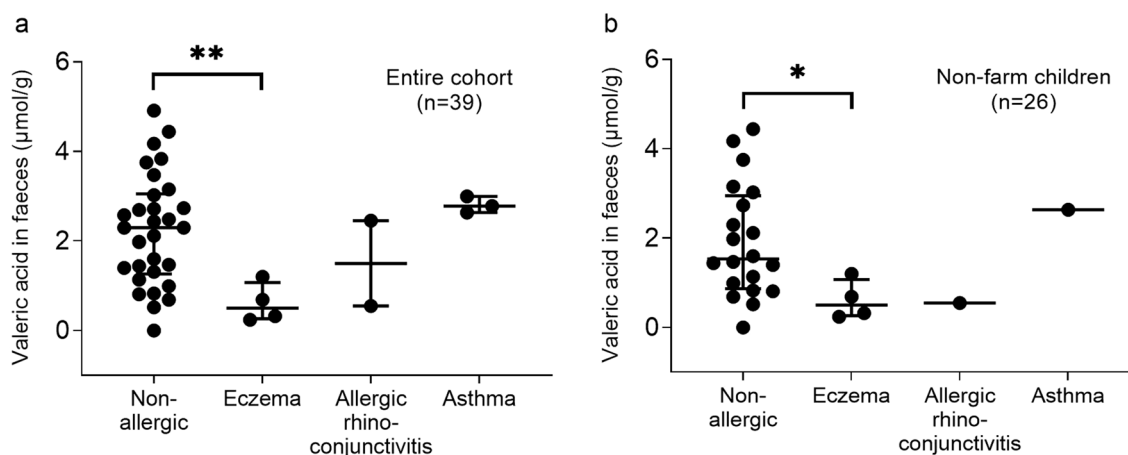 a
**
Entire cohort
(n=39)
Valeric acid in faeces (μmol/g)
6
4
2
0
Non-
allergic
Eczema
Allergic
rhino-
conjunctivitis
Asthma
b
*
Non-farm children
(n=26)
Valeric acid in faeces (μmol/g)
6
4
2
0
Non-
allergic
Eczema
Allergic
rhino-
conjunctivitis
Asthma